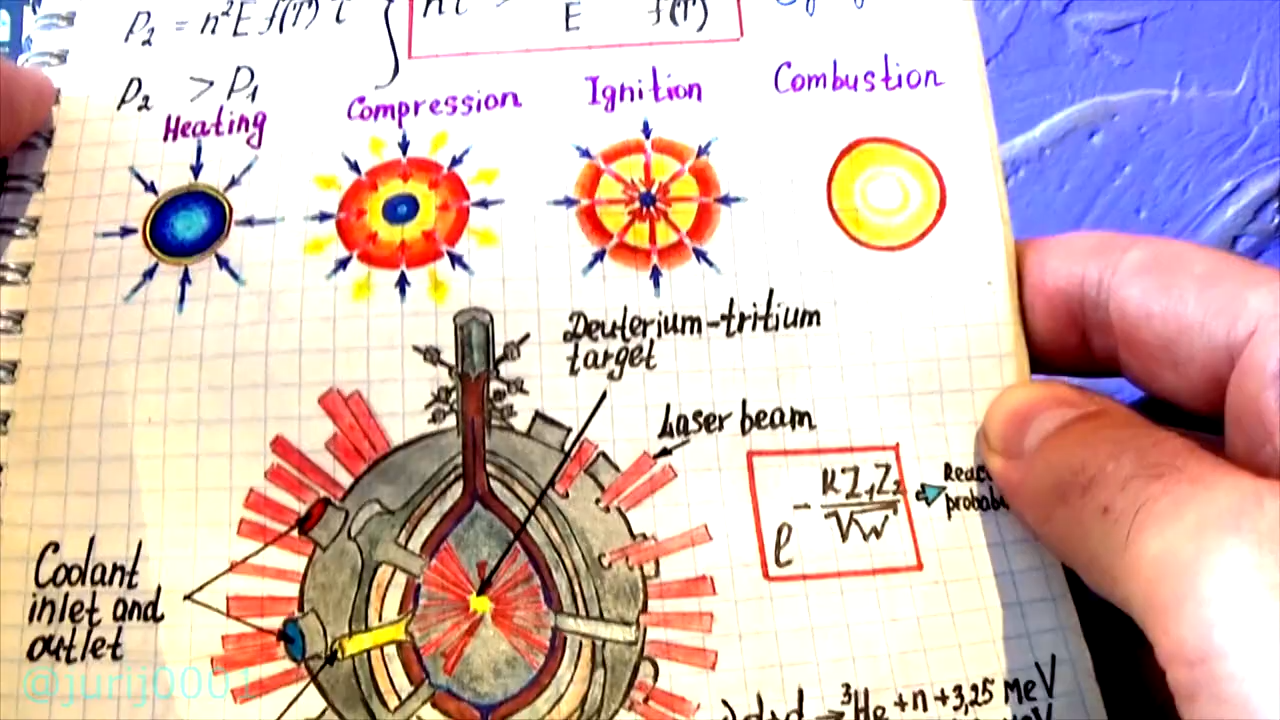 P₂ = n²E f(T) τ
E f(T)
P₂ > P₁
Heating
Compression
Ignition
Combustion
Deuterium-tritium
target
Laser beam
e^(-kZ₁Z₂/√W)
Coolant
inlet and
outlet
@jurij0001
d+d → ³He + n + 3,25 MeV